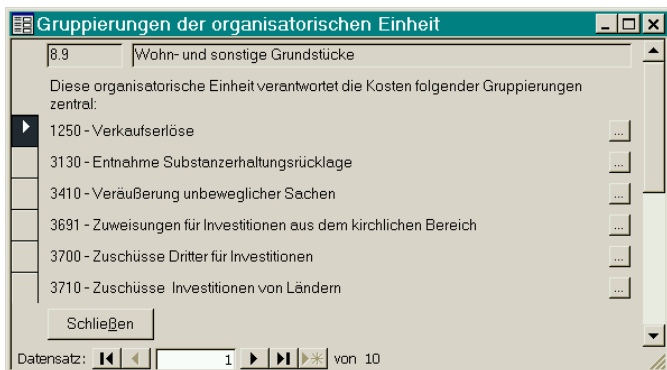 Gruppierungen der organisatorischen Einheit
8.9 Wohn- und sonstige Grundstücke
Diese organisatorische Einheit verantwortet die Kosten folgender Gruppierungen
zentral:
1250 - Verkaufserlöse ...
3130 - Entnahme Substanzerhaltungsrücklage ...
3410 - Veräußerung unbeweglicher Sachen ...
3691 - Zuweisungen für Investitionen aus dem kirchlichen Bereich ...
3700 - Zuschüsse Dritter für Investitionen ...
3710 - Zuschüsse Investitionen von Ländern ...
Schließen
Datensatz: 1 von 10